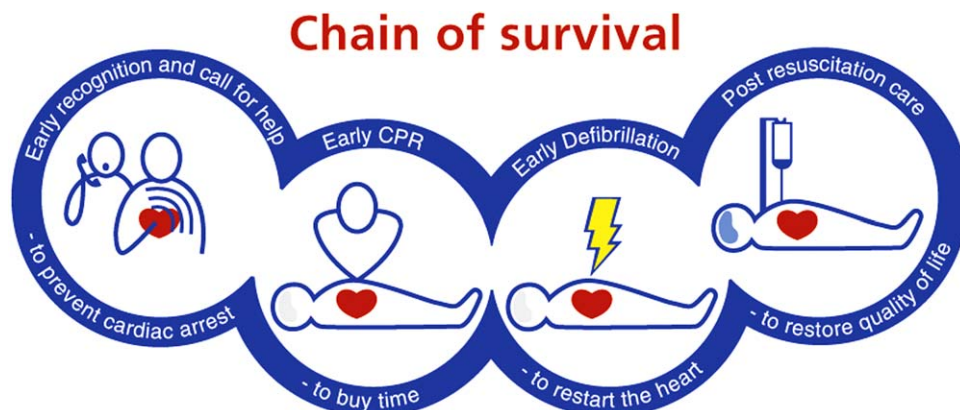 Chain of survival
Early recognition and call for help
- to prevent cardiac arrest
Early CPR
- to buy time
Early Defibrillation
- to restart the heart
Post resuscitation care
- to restore quality of life